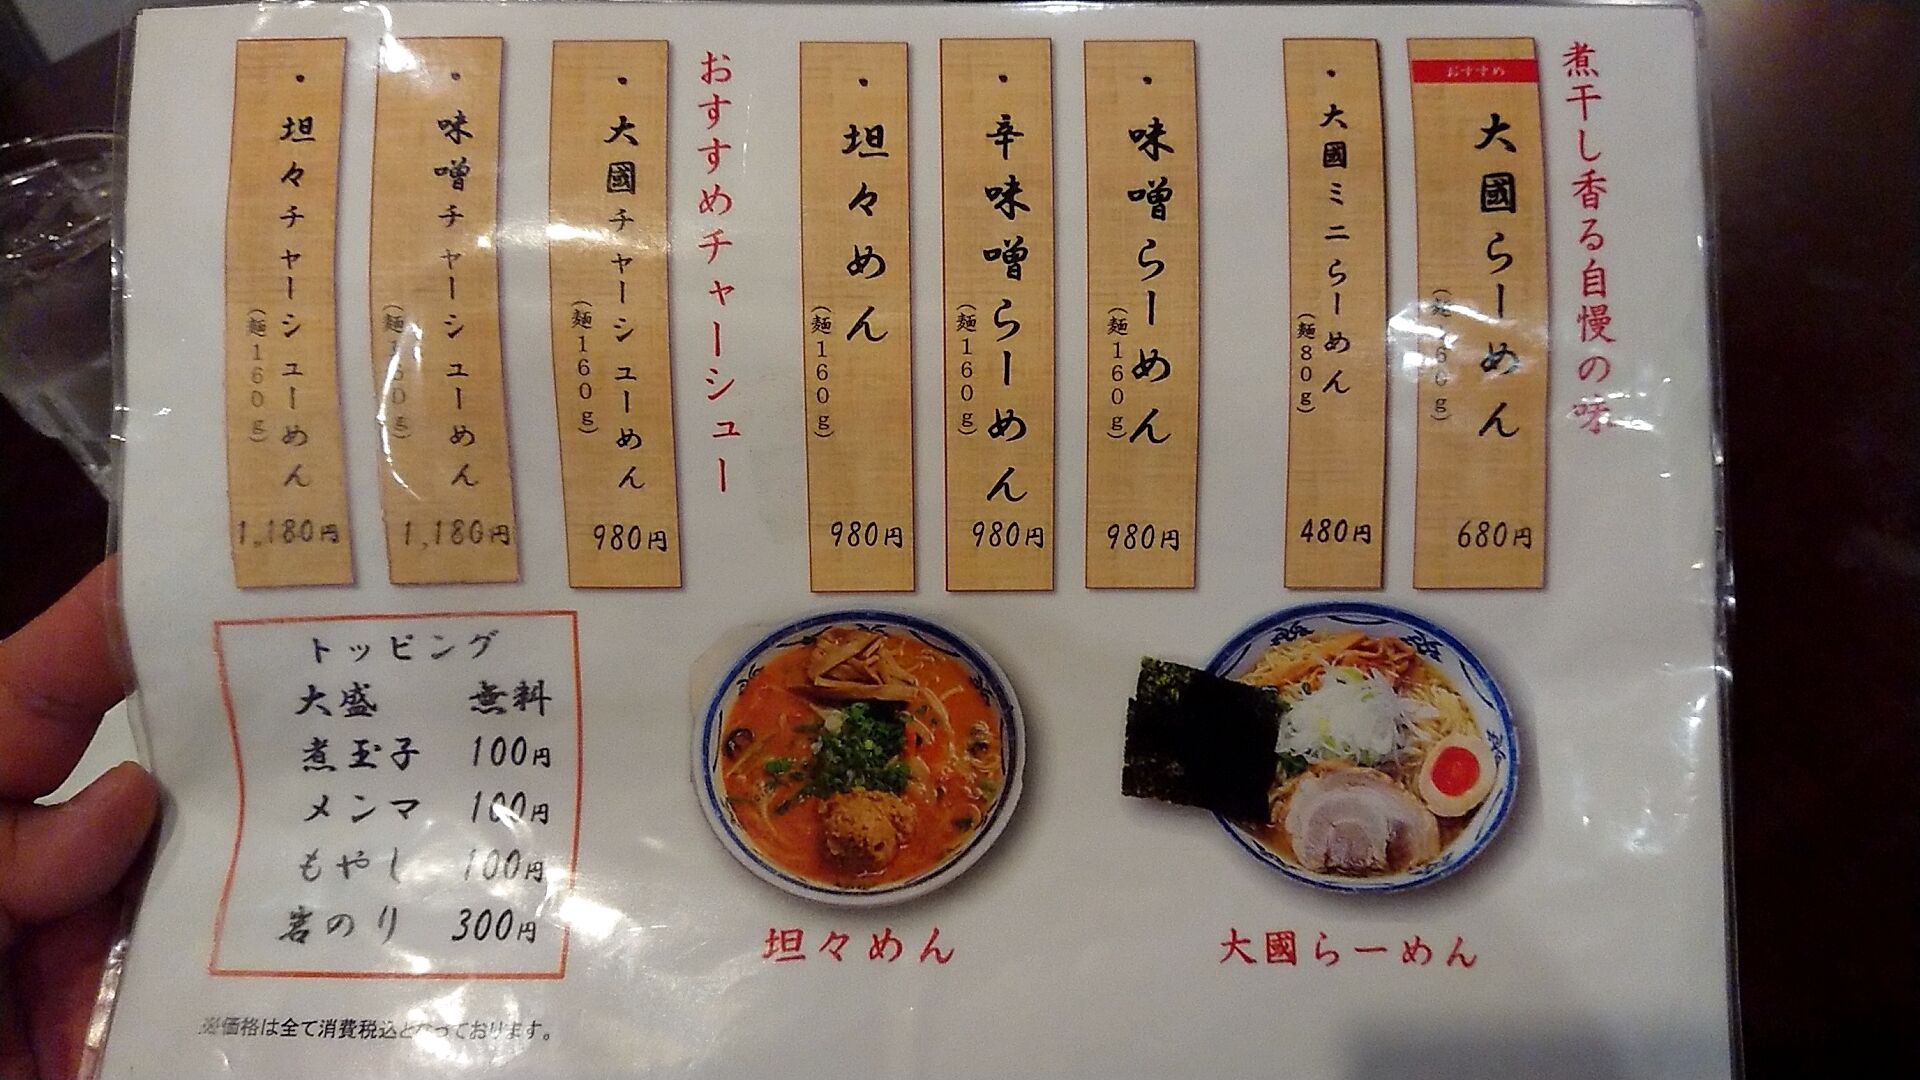 煮干し香る自慢の味
おすすめ
・大國らーめん
（麺１６０ｇ）
680円
・大國ミニらーめん
（麺８０ｇ）
480円
・味噌らーめん
（麺１６０ｇ）
980円
・辛味噌らーめん
（麺１６０ｇ）
980円
・坦々めん
（麺１６０ｇ）
980円
おすすめチャーシュー
・大國チャーシューめん
（麺１６０ｇ）
980円
・味噌チャーシューめん
（麺１６０ｇ）
1,180円
・坦々チャーシューめん
（麺１６０ｇ）
1,180円
トッピング
大盛 無料
煮玉子 100円
メンマ 100円
もやし 100円
岩のり 300円
坦々めん
大國らーめん
※価格は全て消費税込となっております。